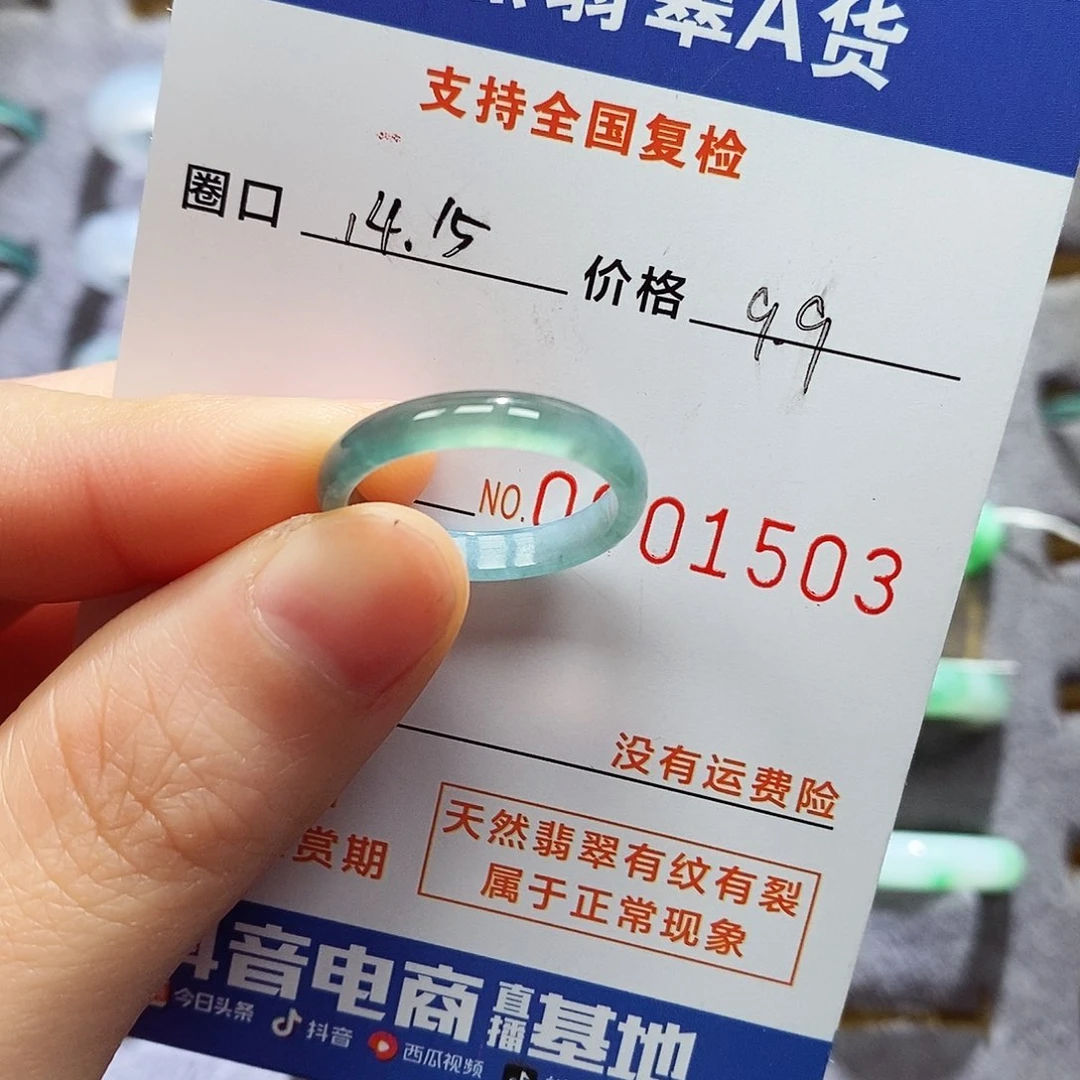 翡翠A货
支持全国复检
圈口 14.15
价格 9.9
NO. 01503
没有运费险
赏期
天然翡翠有纹有裂
属于正常现象
音电商直播基地
今日头条 抖音 西瓜视频